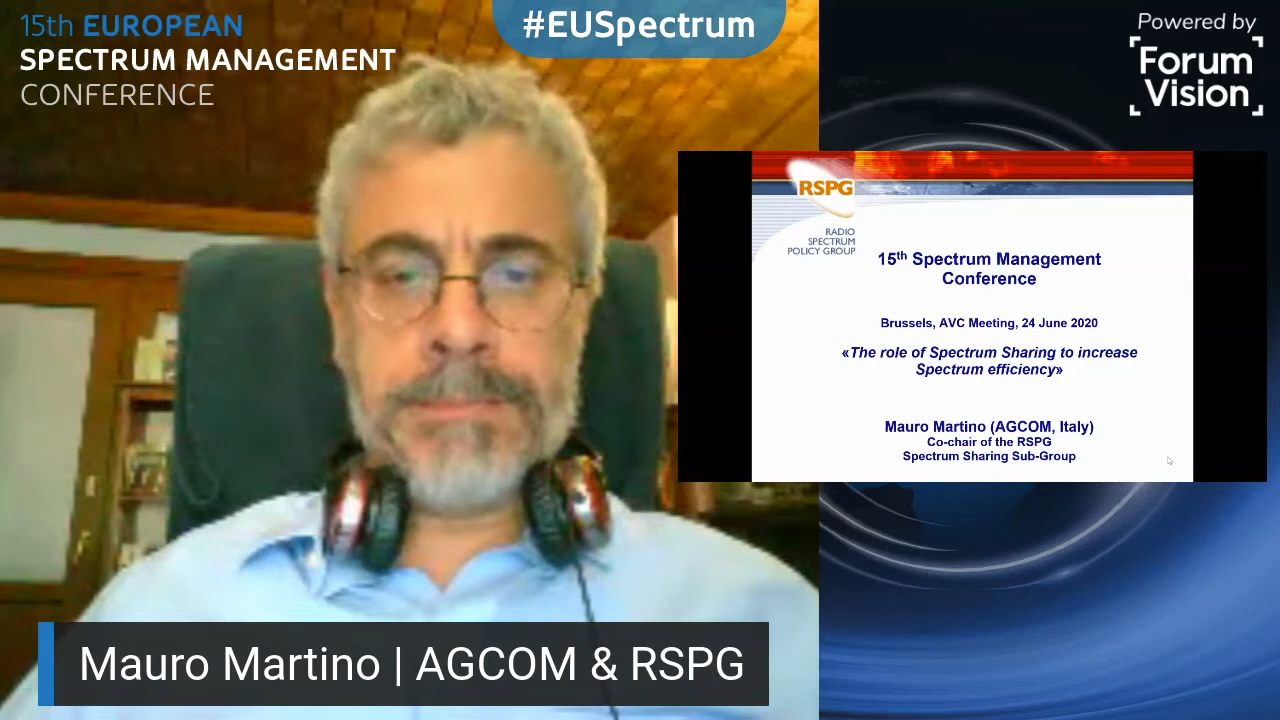 15th EUROPEAN
SPECTRUM MANAGEMENT
CONFERENCE
#EUSpectrum
Powered by
Forum
Vision
RSPG
RADIO
SPECTRUM
POLICY GROUP
15th Spectrum Management
Conference
Brussels, AVC Meeting, 24 June 2020
«The role of Spectrum Sharing to increase
Spectrum efficiency»
Mauro Martino (AGCOM, Italy)
Co-chair of the RSPG
Spectrum Sharing Sub-Group
Mauro Martino | AGCOM & RSPG